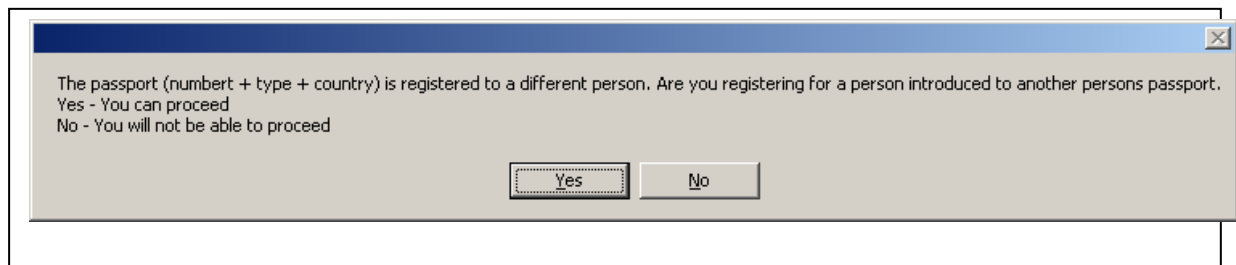 The passport (numbert + type + country) is registered to a different person. Are you registering for a person introduced to another persons passport.
Yes - You can proceed
No - You will not be able to proceed
Yes No